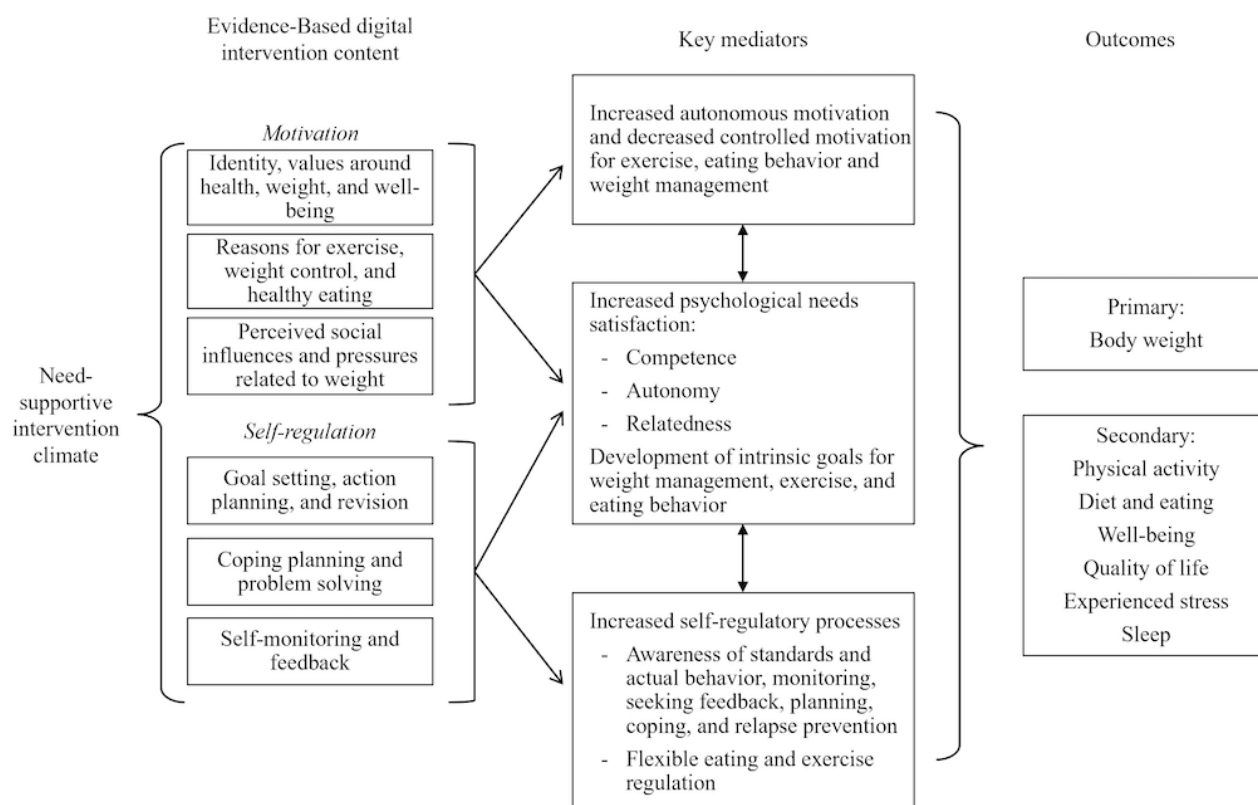 Evidence-Based digital
intervention content
Key mediators
Outcomes
Need-
supportive
intervention
climate
Motivation
Identity, values around
health, weight, and well-
being
Reasons for exercise,
weight control, and
healthy eating
Perceived social
influences and pressures
related to weight
Self-regulation
Goal setting, action
planning, and revision
Coping planning and
problem solving
Self-monitoring and
feedback
Increased autonomous motivation
and decreased controlled motivation
for exercise, eating behavior and
weight management
Increased psychological needs
satisfaction:
- Competence
- Autonomy
- Relatedness
Development of intrinsic goals for
weight management, exercise, and
eating behavior
Increased self-regulatory processes
- Awareness of standards and
actual behavior, monitoring,
seeking feedback, planning,
coping, and relapse prevention
- Flexible eating and exercise
regulation
Primary:
Body weight
Secondary:
Physical activity
Diet and eating
Well-being
Quality of life
Experienced stress
Sleep